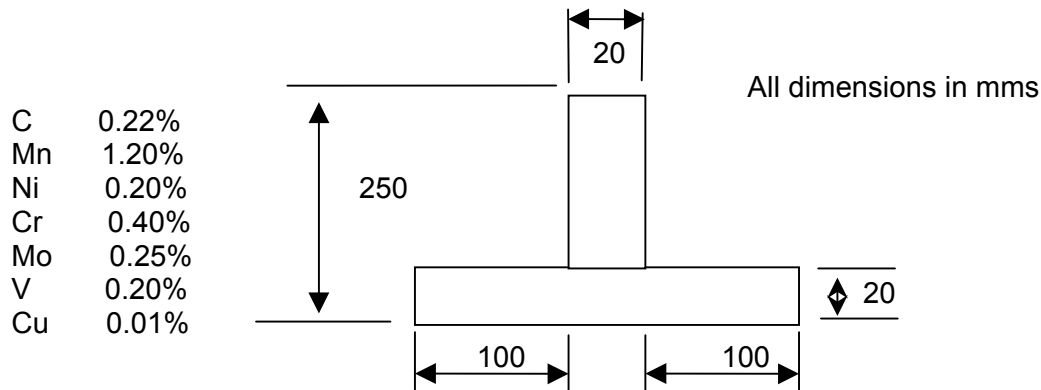 20
All dimensions in mms
C 0.22%
Mn 1.20%
Ni 0.20%
Cr 0.40%
Mo 0.25%
V 0.20%
Cu 0.01%
250
20
100
100